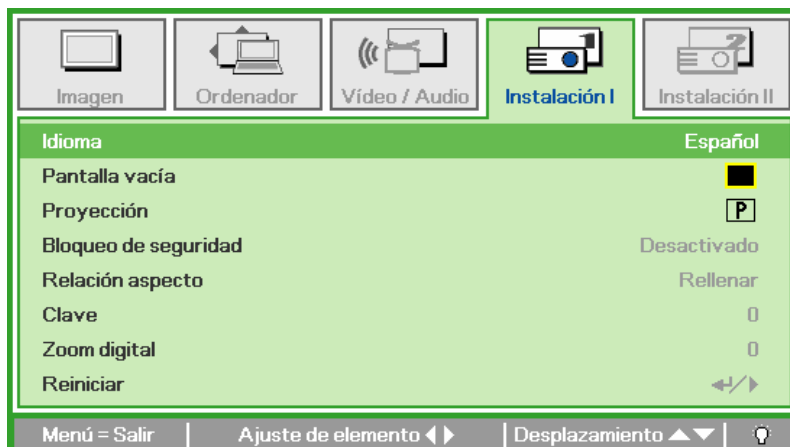 Imagen Ordenador Vídeo / Audio Instalación I Instalación II
Idioma Español
Pantalla vacía
Proyección P
Bloqueo de seguridad Desactivado
Relación aspecto Rellenar
Clave 0
Zoom digital 0
Reiniciar /
Menú = Salir Ajuste de elemento Desplazamiento